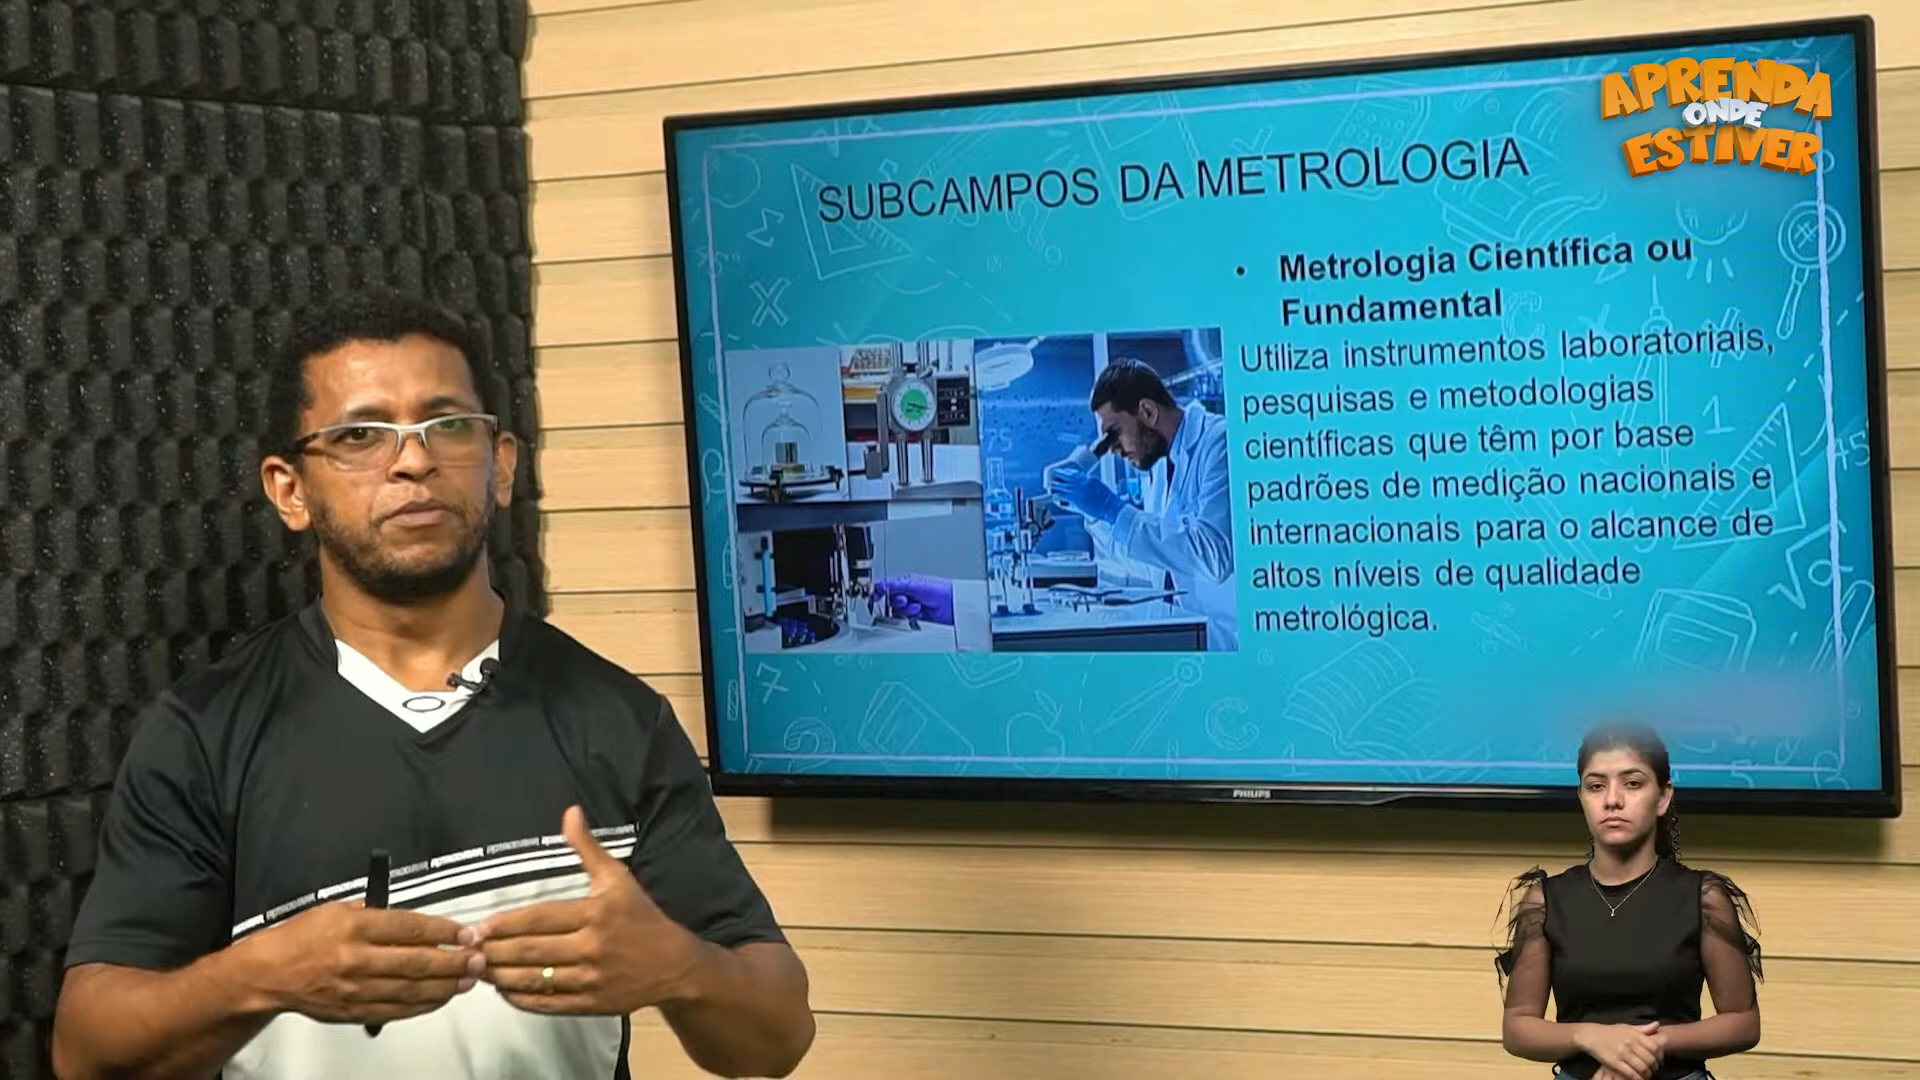 APRENDA
ONDE
ESTIVER
SUBCAMPOS DA METROLOGIA
• Metrologia Científica ou
Fundamental
Utiliza instrumentos laboratoriais,
pesquisas e metodologias
científicas que têm por base
padrões de medição nacionais e
internacionais para o alcance de
altos níveis de qualidade
metrológica.
PHILIPS